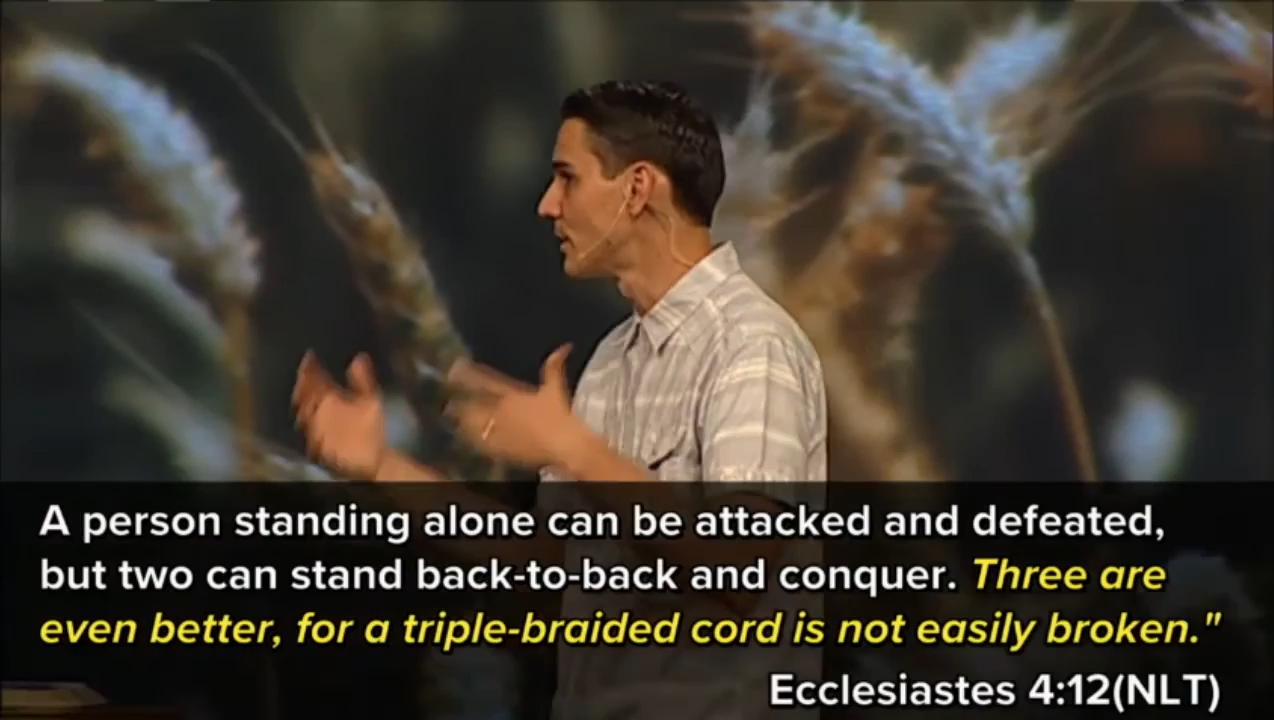 A person standing alone can be attacked and defeated,
but two can stand back-to-back and conquer. Three are
even better, for a triple-braided cord is not easily broken."
Ecclesiastes 4:12(NLT)